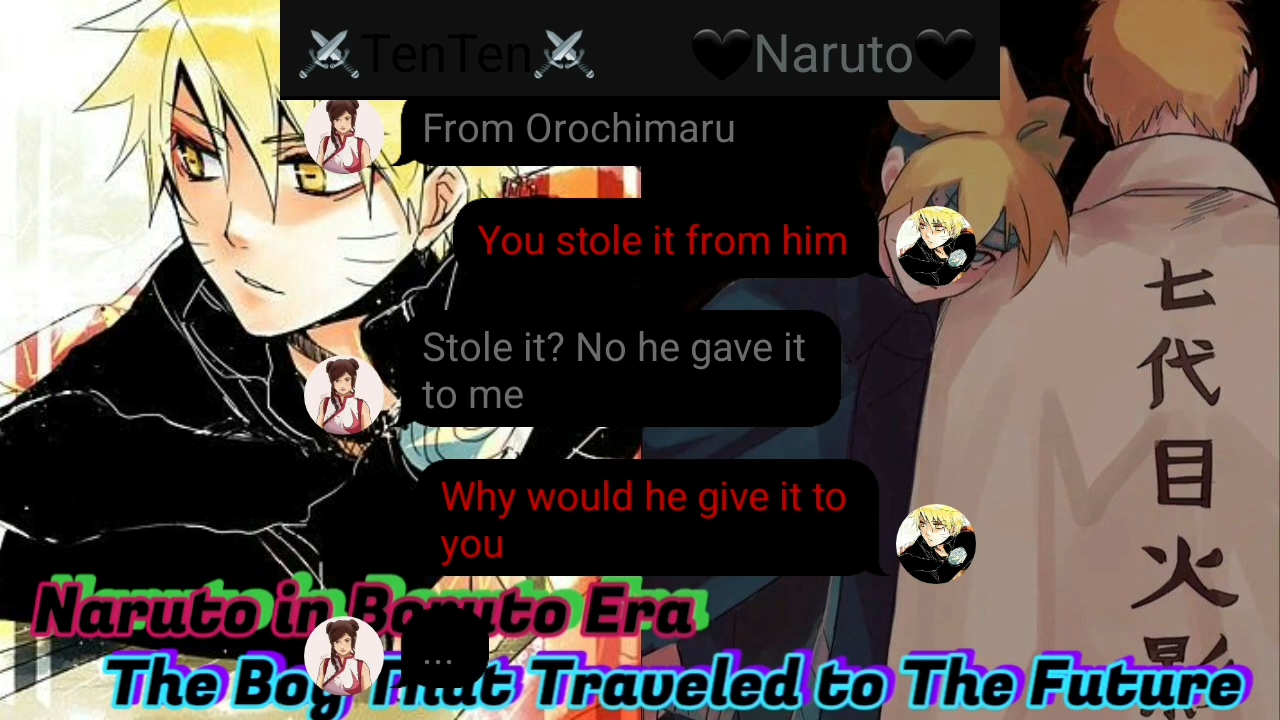 ⚔️TenTen⚔️
🖤Naruto🖤
From Orochimaru
You stole it from him
Stole it? No he gave it
to me
Why would he give it to
you
...
七代目火影
Naruto in Boruto Era
The Boy That Traveled to The Future